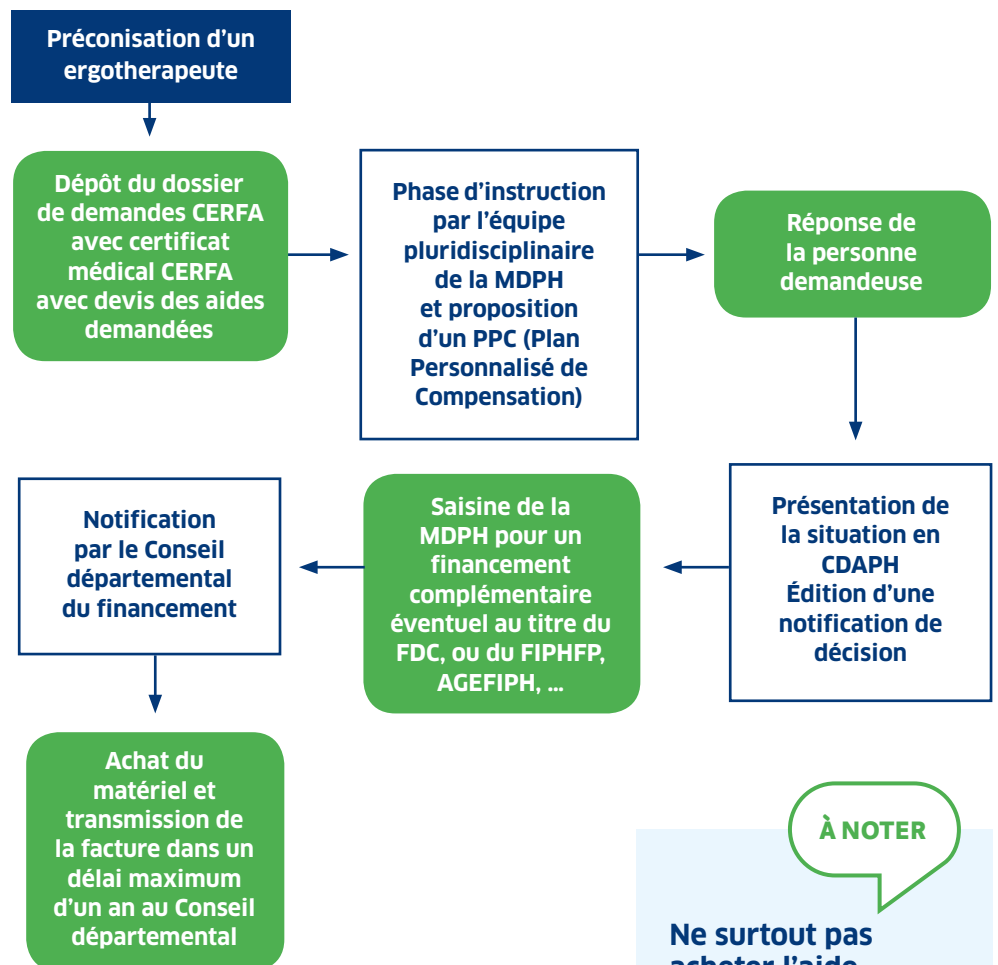 Préconisation d'un
ergotherapeute
Dépôt du dossier
de demandes CERFA
avec certificat
médical CERFA
avec devis des aides
demandées
Phase d'instruction
par l'équipe
pluridisciplinaire
de la MDPH
et proposition
d'un PPC (Plan
Personnalisé de
Compensation)
Réponse de
la personne
demandeuse
Présentation de
la situation en
CDAPH
Édition d'une
notification de
décision
Saisine de la
MDPH pour un
financement
complémentaire
éventuel au titre du
FDC, ou du FIPHFP,
AGEFIPH, ...
Notification
par le Conseil
départemental
du financement
Achat du
matériel et
transmission de
la facture dans un
délai maximum
d'un an au Conseil
départemental
À NOTER
Ne surtout pas
acheter l'aide